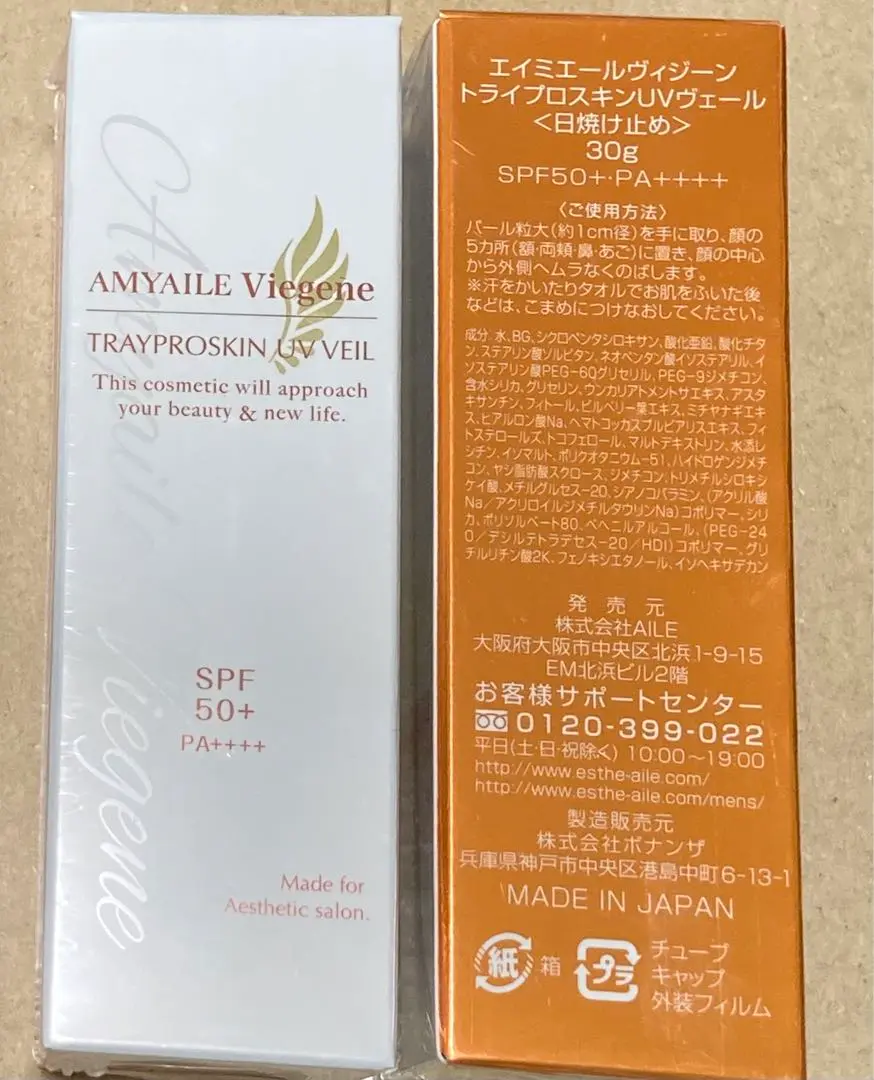 AMYAILE Viegene
TRAYPROSKIN UV VEIL
This cosmetic will approach
your beauty & new life.
SPF
50+
PA++++
Made for
Aesthetic salon.
Amyaile Viegene
エイミエールヴィジーン
トライプロスキンUVヴェール
<日焼け止め>
30g
SPF50+・PA++++
〈ご使用方法〉
パール粒大(約1cm径)を手に取り、顔の
5カ所(額・両頬・鼻・あご)に置き、顔の中心
から外側へムラなくのばします。
※汗をかいたりタオルでお肌をふいた後
などは、こまめにつけなおしてください。
成分:水、BG、シクロペンタシロキサン、酸化亜鉛、酸化チタ
ン、ステアリン酸ソルビタン、ネオペンタン酸イソステアリル、イ
ソステアリン酸PEG-60グリセリル、PEG-9ジメチコン、
含水シリカ、グリセリン、ウンカリアトメントサエキス、アスタ
キサンチン、フィトール、ビルベリー葉エキス、ミチヤナギエキ
ス、ヒアルロン酸Na、ヘマトコッカスプルビアリスエキス、フィ
トステロールズ、トコフェロール、マルトデキストリン、水添レ
シチン、イソマルト、ポリクオタニウム-51、ハイドロゲンジメチ
コン、ヤシ脂肪酸スクロース、ジメチコン、トリメチルシロキシ
ケイ酸、メチルグルセス-20、シアノコバラミン、(アクリル酸
Na/アクリロイルジメチルタウリンNa)コポリマー、シリ
カ、ポリソルベート80、ベヘニルアルコール、(PEG-24
0/デシルテトラデセス-20/HDI)コポリマー、グリ
チルリチン酸2K、フェノキシエタノール、イソヘキサデカン
発売元
株式会社AILE
大阪府大阪市中央区北浜1-9-15
EM北浜ビル2階
お客様サポートセンター
0120-399-022
平日(土・日・祝除く) 10:00〜19:00
http://www.esthe-aile.com/
http://www.esthe-aile.com/mens/
製造販売元
株式会社ボナンザ
兵庫県神戸市中央区港島中町6-13-1
MADE IN JAPAN
紙 箱
プラ チューブ
キャップ
外装フィルム